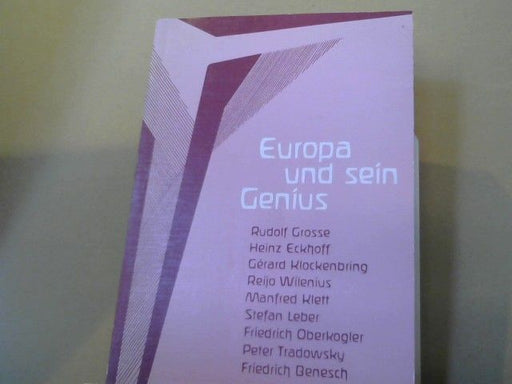 Europa
und sein
Genius
Rudolf Grosse
Heinz Eckhoff
Gérard Klockenbring
Reijo Wilenius
Manfred Klett
Stefan Leber
Friedrich Oberkogler
Peter Tradowsky
Friedrich Benesch